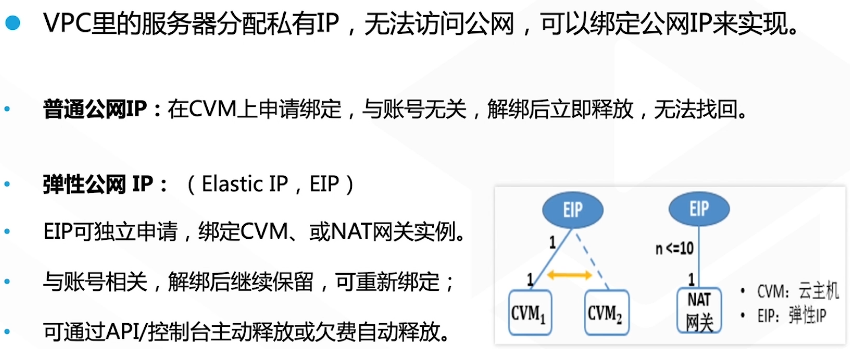 VPC里的服务器分配私有IP，无法访问公网，可以绑定公网IP来实现。
普通公网IP：在CVM上申请绑定，与账号无关，解绑后立即释放，无法找回。
弹性公网 IP：（Elastic IP，EIP）
EIP可独立申请，绑定CVM、或NAT网关实例。
与账号相关，解绑后继续保留，可重新绑定；
可通过API/控制台主动释放或欠费自动释放。
EIP
EIP
1
n <=10
1
1
CVM1
CVM2
NAT
网关
CVM：云主机
EIP：弹性IP